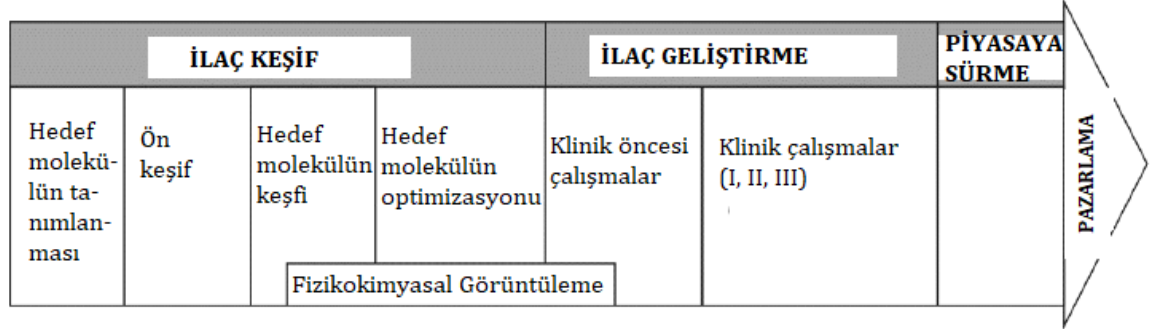 İLAÇ KEŞİF
İLAÇ GELİŞTİRME
PİYASAYA
SÜRME
Hedef
molekü-
lün ta-
nımlan-
ması
Ön
keşif
Hedef
molekülün
keşfi
Hedef
molekülün
optimizasyonu
Klinik öncesi
çalışmalar
Klinik çalışmalar
(I, II, III)
Fizikokimyasal Görüntüleme
PAZARLAMA